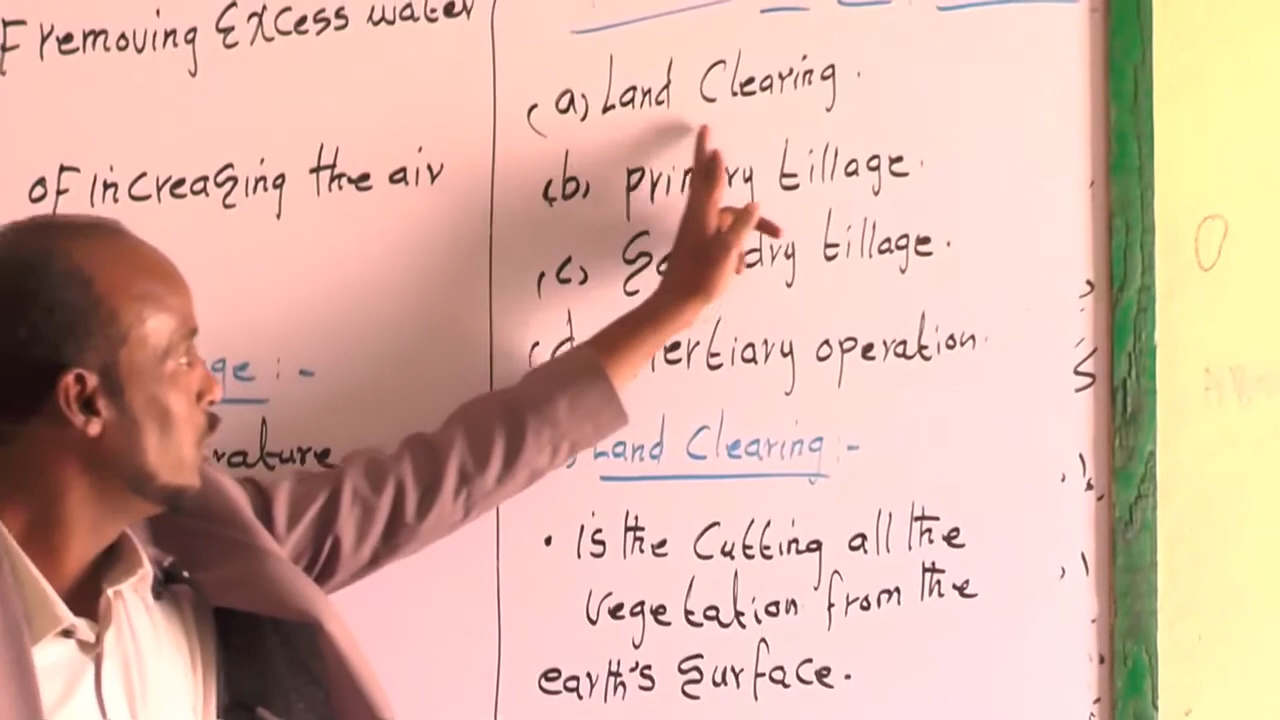 F removing Excess water
of increasing the air
ge :-
rature
(a) Land Clearing.
(b) primary tillage.
(c) tillage.
(d) Tertiary operation.
Land Clearing :-
• is the Cutting all the
vegetation from the
earth's surface.